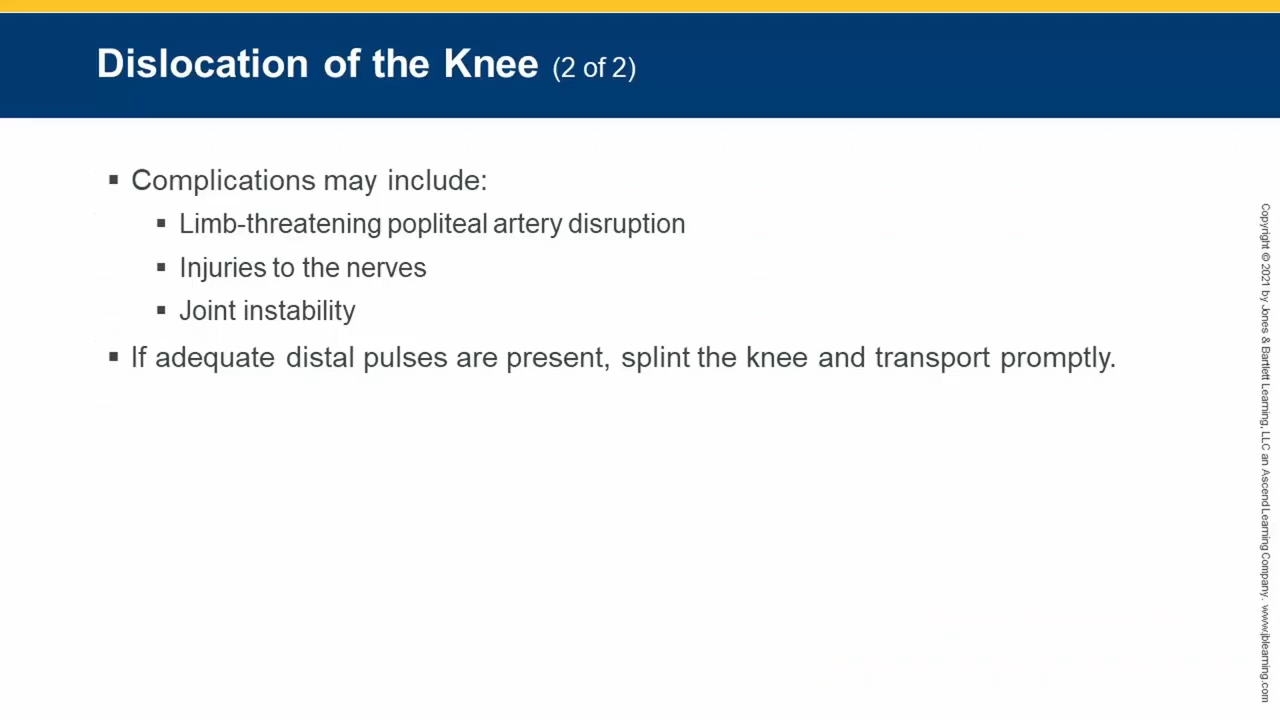 Dislocation of the Knee (2 of 2)
▪ Complications may include:
▪ Limb-threatening popliteal artery disruption
▪ Injuries to the nerves
▪ Joint instability
▪ If adequate distal pulses are present, splint the knee and transport promptly.
Copyright © 2021 by Jones & Bartlett Learning, LLC an Ascend Learning Company. www.jblearning.com